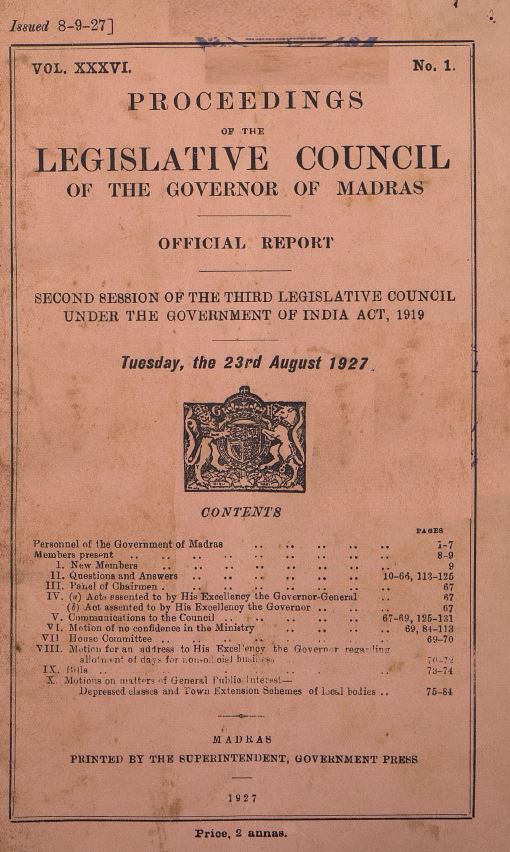 Issued 8-9-27]
VOL. XXXVI. No. 1.
PROCEEDINGS
OF THE
LEGISLATIVE COUNCIL
OF THE GOVERNOR OF MADRAS
OFFICIAL REPORT
SECOND SESSION OF THE THIRD LEGISLATIVE COUNCIL
UNDER THE GOVERNMENT OF INDIA ACT, 1919
Tuesday, the 23rd August 1927.
CONTENTS
PAGES
Personnel of the Government of Madras .. .. .. .. .. 1-7
Members present .. .. .. .. .. .. .. .. 8-9
I. New Members .. .. .. .. .. .. .. 9
II. Questions and Answers .. .. .. .. .. .. 10-66, 113-125
III. Panel of Chairmen . .. .. .. .. .. .. 67
IV. (a) Acts assented to by His Excellency the Governor-General .. 67
(b) Act assented to by His Excellency the Governor .. .. .. 67
V. Communications to the Council .. .. .. .. .. 67-69, 125-131
VI. Motion of no confidence in the Ministry .. .. .. .. 69, 84-113
VII House Committee .. .. .. .. .. .. .. 69-70
VIII. Motion for an address to His Excellency the Governor regarding
allotment of days for non-official business .. .. .. .. 70-72
IX. Bills .. .. .. .. .. .. .. .. 73-74
X. Motions on matters of General Public Interest—
Depressed classes and Town Extension Schemes of local bodies .. 75-84
MADRAS
PRINTED BY THE SUPERINTENDENT, GOVERNMENT PRESS
1927
Price, 2 annas.